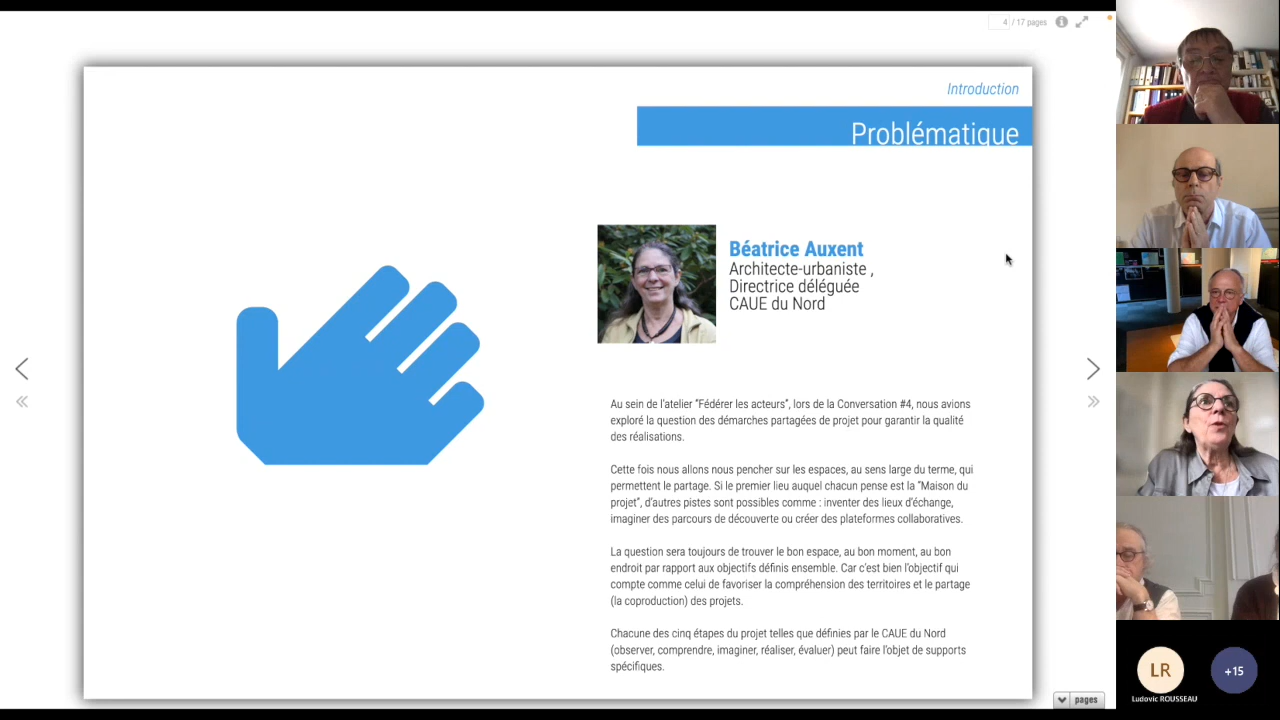 4 / 17 pages
Introduction
Problématique
Béatrice Auxent
Architecte-urbaniste ,
Directrice déléguée
CAUE du Nord
Au sein de l'atelier "Fédérer les acteurs", lors de la Conversation #4, nous avions
exploré la question des démarches partagées de projet pour garantir la qualité
des réalisations.
Cette fois nous allons nous pencher sur les espaces, au sens large du terme, qui
permettent le partage. Si le premier lieu auquel chacun pense est la "Maison du
projet", d'autres pistes sont possibles comme : inventer des lieux d'échange,
imaginer des parcours de découverte ou créer des plateformes collaboratives.
La question sera toujours de trouver le bon espace, au bon moment, au bon
endroit par rapport aux objectifs définis ensemble. Car c'est bien l'objectif qui
compte comme celui de favoriser la compréhension des territoires et le partage
(la coproduction) des projets.
Chacune des cinq étapes du projet telles que définies par le CAUE du Nord
(observer, comprendre, imaginer, réaliser, évaluer) peut faire l'objet de supports
spécifiques.
pages
LR
+15
Ludovic ROUSSEAU